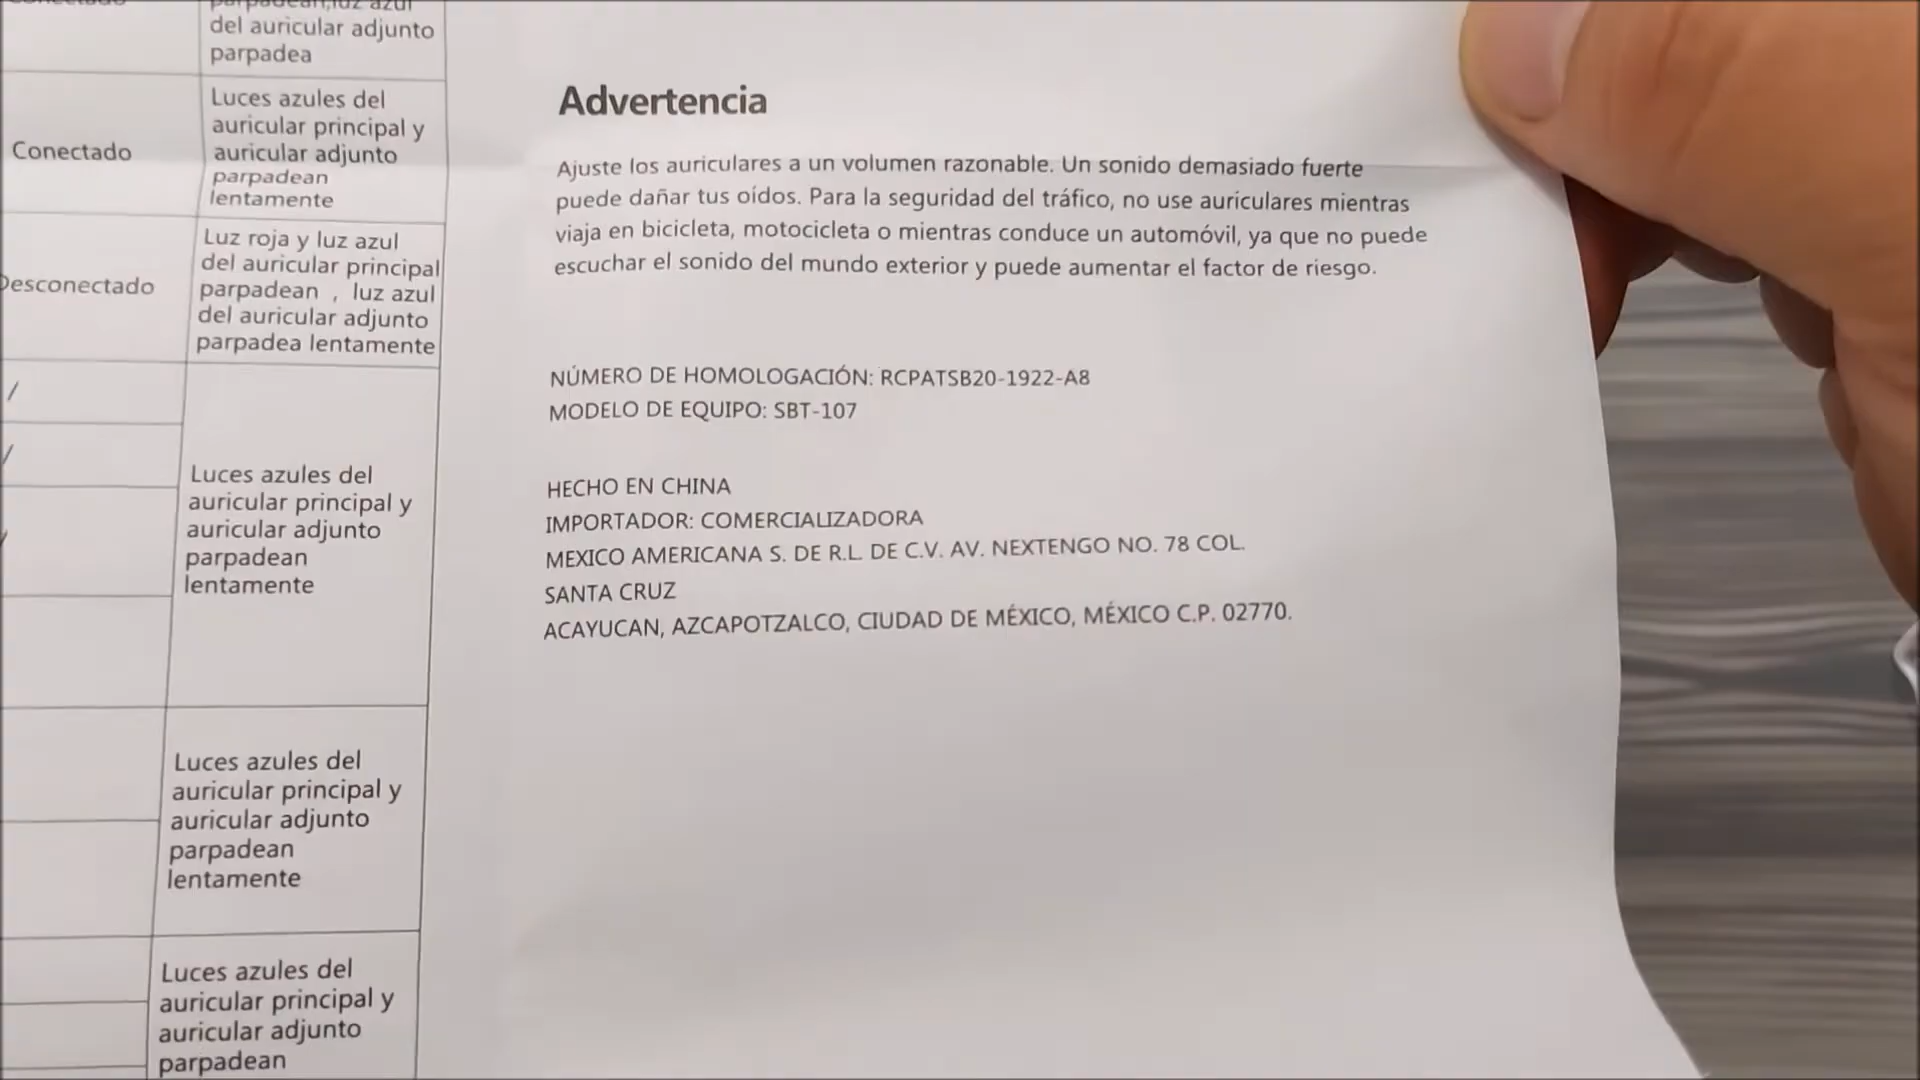 del auricular adjunto
parpadea
Conectado
Luces azules del
auricular principal y
auricular adjunto
parpadean
lentamente
Desconectado
Luz roja y luz azul
del auricular principal
parpadean , luz azul
del auricular adjunto
parpadea lentamente
/
/
/
Luces azules del
auricular principal y
auricular adjunto
parpadean
lentamente
Luces azules del
auricular principal y
auricular adjunto
parpadean
lentamente
Luces azules del
auricular principal y
auricular adjunto
parpadean
Advertencia
Ajuste los auriculares a un volumen razonable. Un sonido demasiado fuerte
puede dañar tus oídos. Para la seguridad del tráfico, no use auriculares mientras
viaja en bicicleta, motocicleta o mientras conduce un automóvil, ya que no puede
escuchar el sonido del mundo exterior y puede aumentar el factor de riesgo.
NÚMERO DE HOMOLOGACIÓN: RCPATSB20-1922-A8
MODELO DE EQUIPO: SBT-107
HECHO EN CHINA
IMPORTADOR: COMERCIALIZADORA
MEXICO AMERICANA S. DE R.L. DE C.V. AV. NEXTENGO NO. 78 COL.
SANTA CRUZ
ACAYUCAN, AZCAPOTZALCO, CIUDAD DE MÉXICO, MÉXICO C.P. 02770.